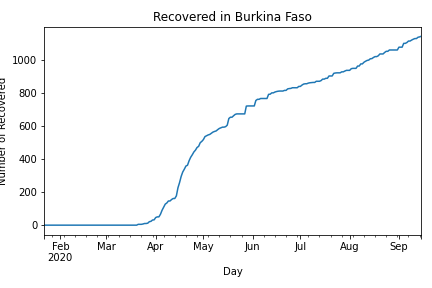 Recovered in Burkina Faso
Number of Recovered
1000
800
600
400
200
0
Feb Mar Apr May Jun Jul Aug Sep
2020
Day